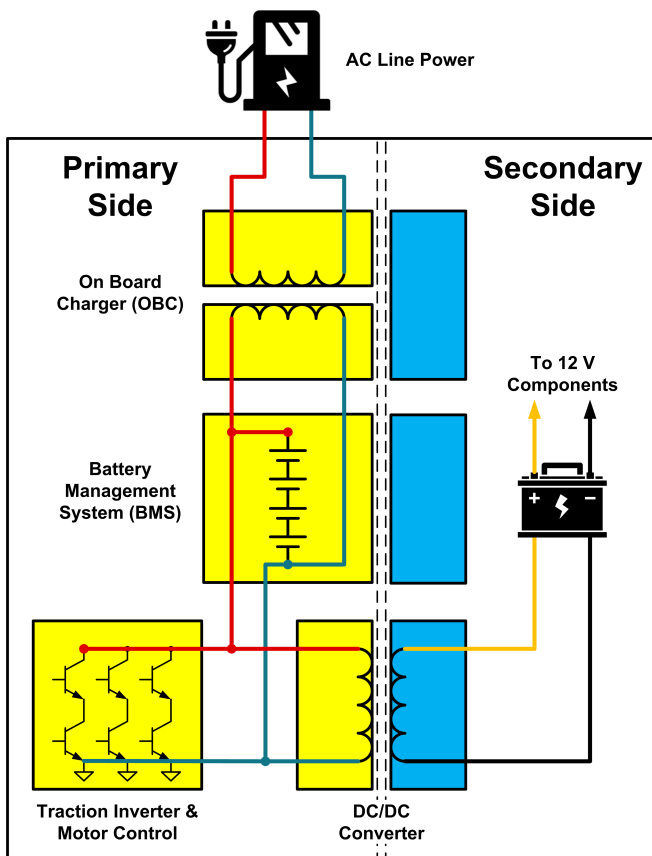 AC Line Power
Primary
Side
Secondary
Side
On Board
Charger (OBC)
To 12 V
Components
Battery
Management
System (BMS)
+ −
Traction Inverter &
Motor Control
DC/DC
Converter